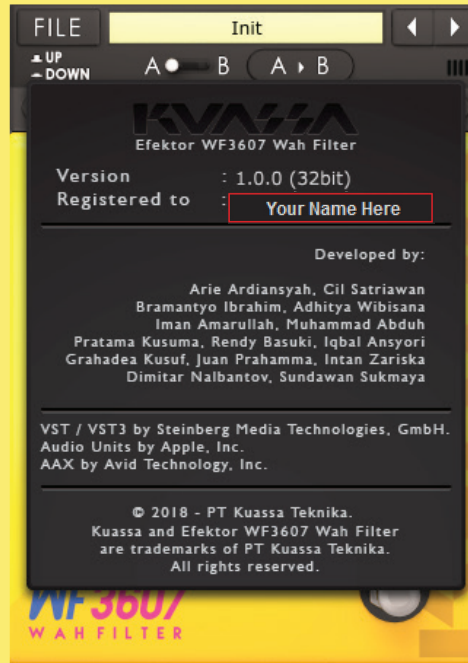 FILE
Init
UP
DOWN
A B
A B
KUASSA
Efektor WF3607 Wah Filter
Version : 1.0.0 (32bit)
Registered to : Your Name Here
Developed by:
Arie Ardiansyah, Cil Satriawan
Bramantyo Ibrahim, Adhitya Wibisana
Iman Amarullah, Muhammad Abduh
Pratama Kusuma, Rendy Basuki, Iqbal Ansyori
Grahadea Kusuf, Juan Prahamma, Intan Zariska
Dimitar Nalbantov, Sundawan Sukmaya
VST / VST3 by Steinberg Media Technologies, GmbH.
Audio Units by Apple, Inc.
AAX by Avid Technology, Inc.
© 2018 - PT Kuassa Teknika.
Kuassa and Efektor WF3607 Wah Filter
are trademarks of PT Kuassa Teknika.
All rights reserved.
WF3607
WAH FILTER